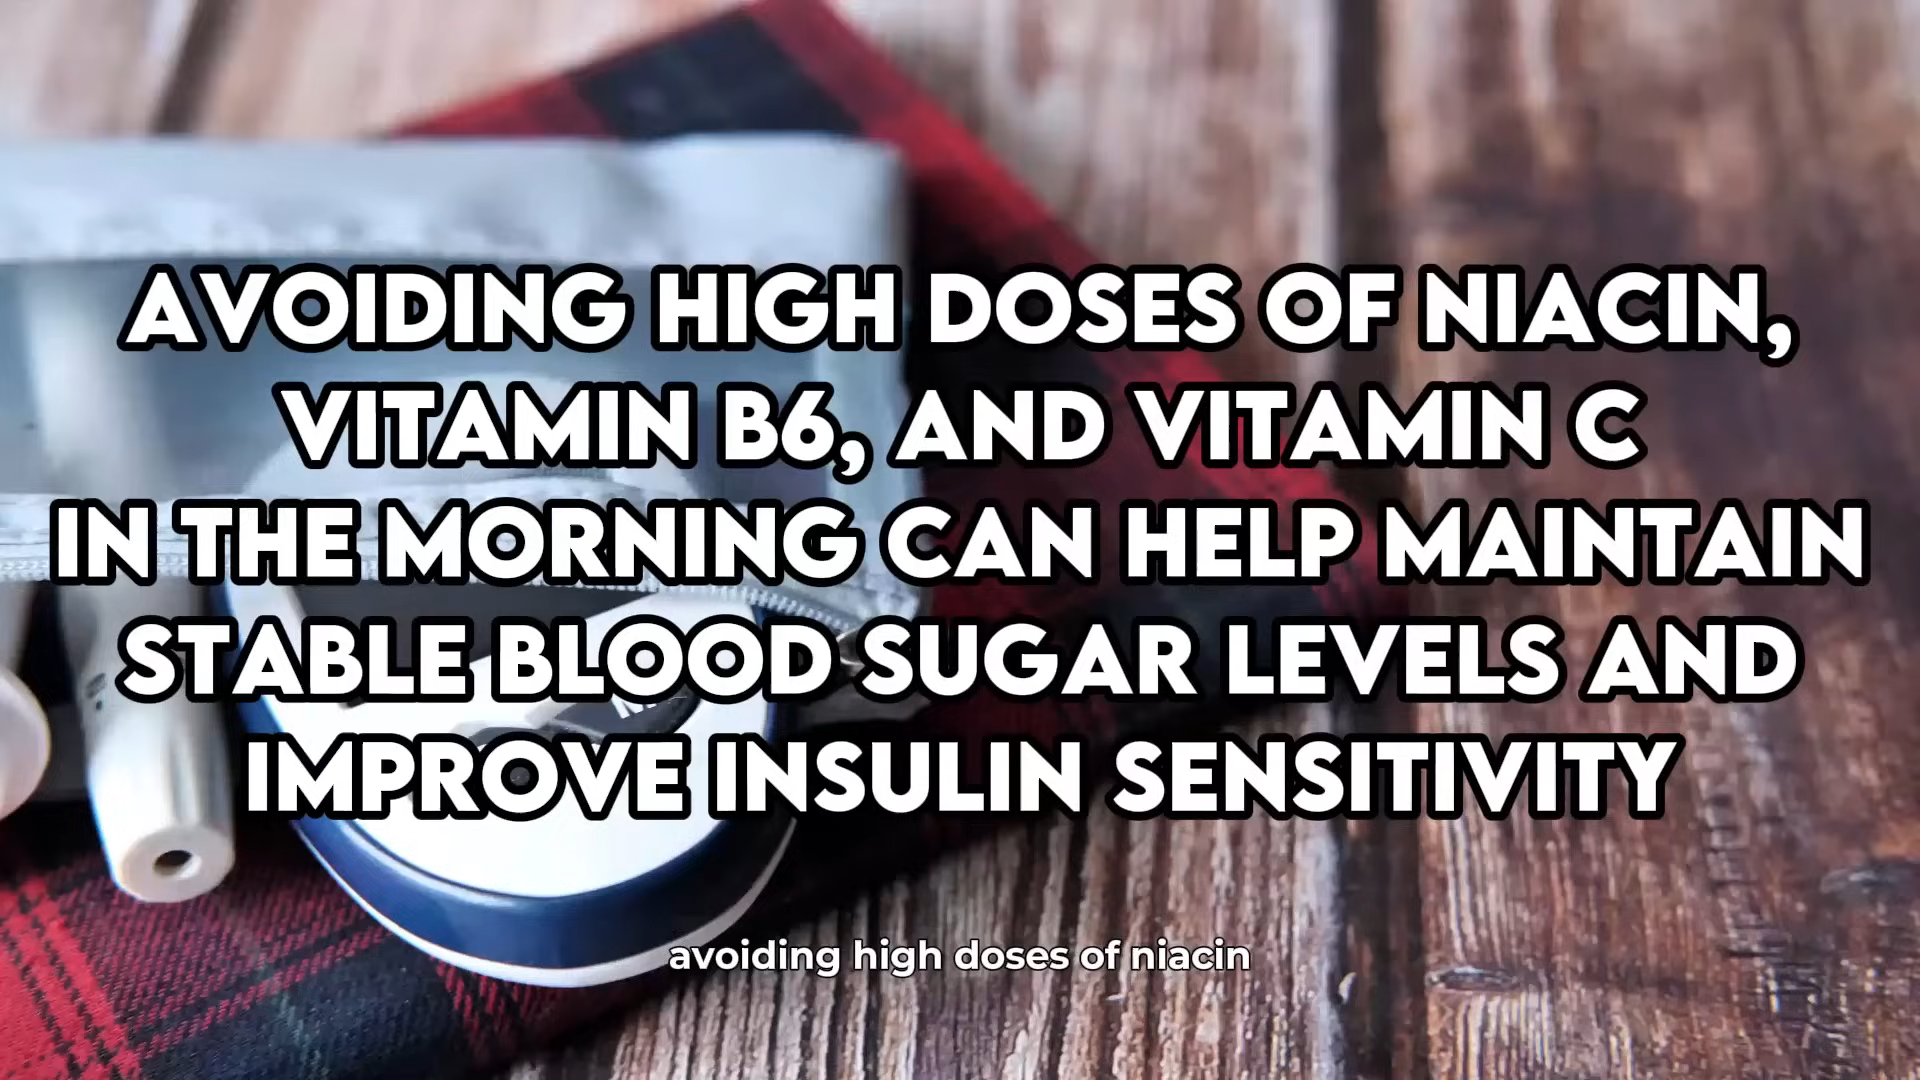 AVOIDING HIGH DOSES OF NIACIN,
VITAMIN B6, AND VITAMIN C
IN THE MORNING CAN HELP MAINTAIN
STABLE BLOOD SUGAR LEVELS AND
IMPROVE INSULIN SENSITIVITY
avoiding high doses of niacin